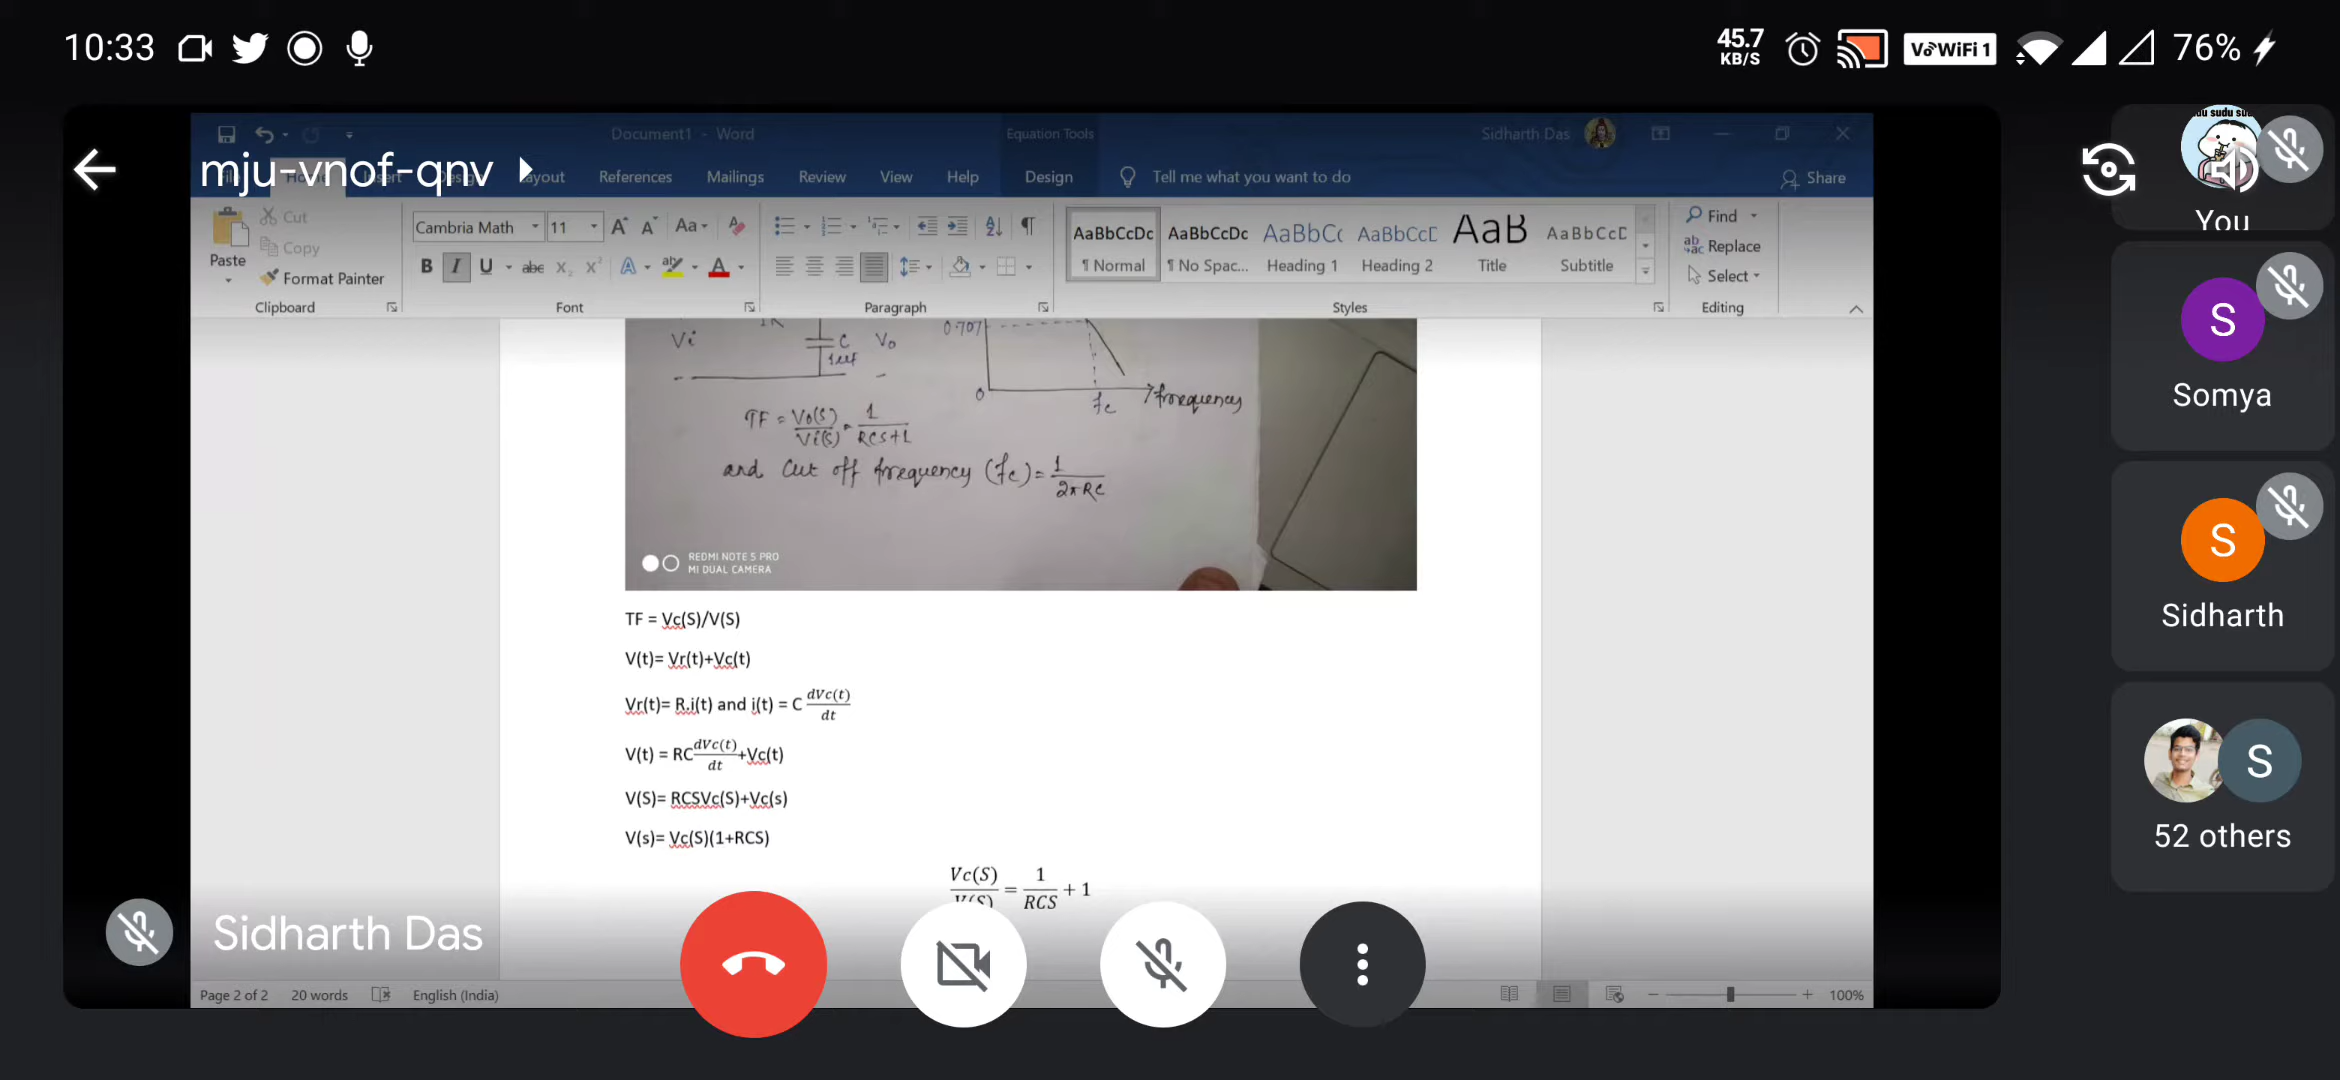 10:33
45.7 KB/S VoWiFi 1 76%
Document1 - Word Equation Tools Sidharth Das
mju-vnof-qnv
References Mailings Review View Help Design Tell me what you want to do Share
Cut
Copy
Format Painter
Paste
Clipboard
Cambria Math 11 Aa
B I U abc
Font
Paragraph
AaBbCcDc AaBbCcDc AaBbCc AaBbCcC AaB AaBbCcC
¶ Normal ¶ No Spac... Heading 1 Heading 2 Title Subtitle
Styles
Find
Replace
Select
Editing
Vi C Vo
1uf
0.707
0 fc frequency
TF = Vo(S)/Vi(S) = 1/RCS+1
and cut off frequency (fc) = 1/2πRC
REDMI NOTE 5 PRO
MI DUAL CAMERA
TF = Vc(S)/V(S)
V(t)= Vr(t)+Vc(t)
Vr(t)= R.i(t) and i(t) = C dVc(t)/dt
V(t) = RC dVc(t)/dt +Vc(t)
V(S)= RCSVc(S)+Vc(s)
V(s)= Vc(S)(1+RCS)
Vc(S)/V(S) = 1/RCS + 1
Sidharth Das
Page 2 of 2 20 words English (India) 100%
You
S
Somya
S
Sidharth
S
52 others